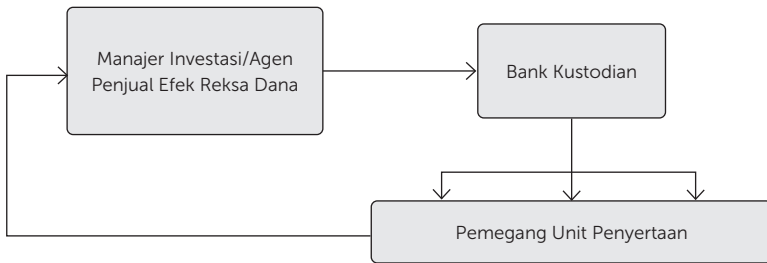 Manajer Investasi/Agen
Penjual Efek Reksa Dana
Bank Kustodian
Pemegang Unit Penyertaan